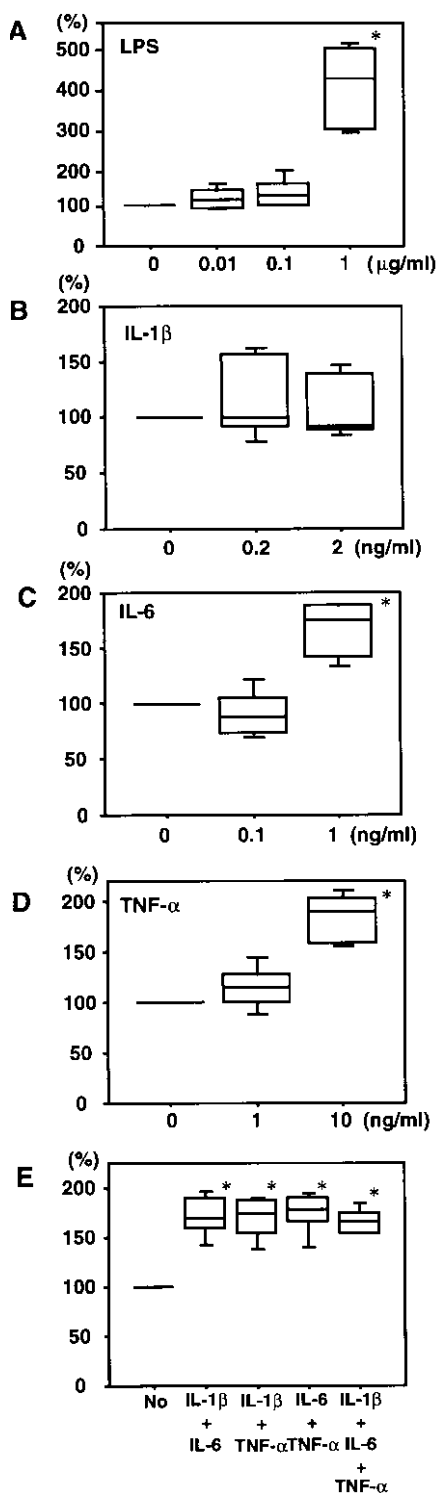 A
(%)
LPS
500
400
300
200
100
0
0 0.01 0.1 1 (μg/ml)
*
B
(%)
IL-1β
200
150
100
50
0
0 0.2 2 (ng/ml)
C
(%)
IL-6
200
150
100
50
0
0 0.1 1 (ng/ml)
*
D
(%)
TNF-α
200
150
100
50
0
0 1 10 (ng/ml)
*
E
(%)
200
150
100
50
0
* * * *
No IL-1β IL-1β IL-6 IL-1β
+ + + +
IL-6 TNF-α TNF-α IL-6
+
TNF-α